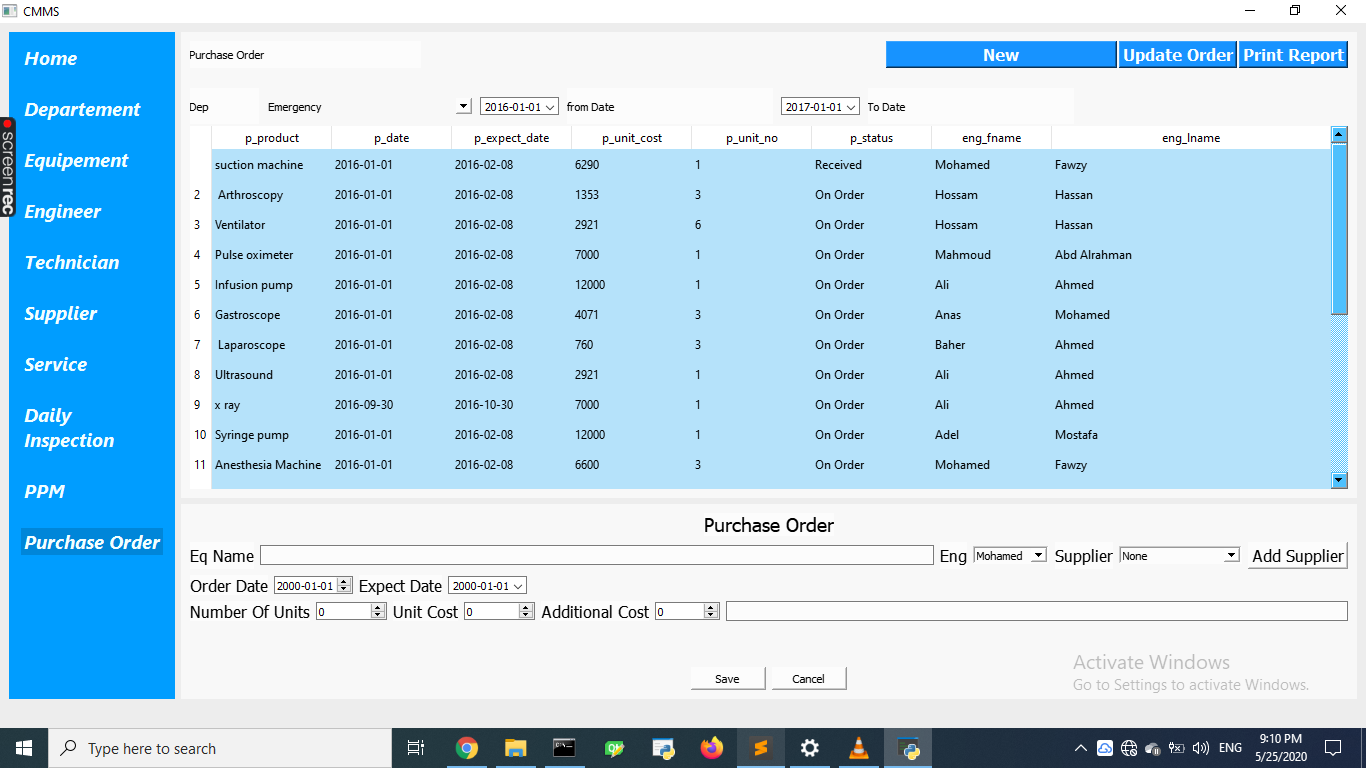 CMMS
Home
Departement
Equipement
Engineer
Technician
Supplier
Service
Daily
Inspection
PPM
Purchase Order
screenrec
Purchase Order New Update Order Print Report
Dep Emergency 2016-01-01 from Date 2017-01-01 To Date
p_product p_date p_expect_date p_unit_cost p_unit_no p_status eng_fname eng_lname
suction machine 2016-01-01 2016-02-08 6290 1 Received Mohamed Fawzy
2 Arthroscopy 2016-01-01 2016-02-08 1353 3 On Order Hossam Hassan
3 Ventilator 2016-01-01 2016-02-08 2921 6 On Order Hossam Hassan
4 Pulse oximeter 2016-01-01 2016-02-08 7000 1 On Order Mahmoud Abd Alrahman
5 Infusion pump 2016-01-01 2016-02-08 12000 1 On Order Ali Ahmed
6 Gastroscope 2016-01-01 2016-02-08 4071 3 On Order Anas Mohamed
7 Laparoscope 2016-01-01 2016-02-08 760 3 On Order Baher Ahmed
8 Ultrasound 2016-01-01 2016-02-08 2921 1 On Order Ali Ahmed
9 x ray 2016-09-30 2016-10-30 7000 1 On Order Ali Ahmed
10 Syringe pump 2016-01-01 2016-02-08 12000 1 On Order Adel Mostafa
11 Anesthesia Machine 2016-01-01 2016-02-08 6600 3 On Order Mohamed Fawzy
Purchase Order
Eq Name Eng Mohamed Supplier None Add Supplier
Order Date 2000-01-01 Expect Date 2000-01-01
Number Of Units 0 Unit Cost 0 Additional Cost 0
Save Cancel
Activate Windows
Go to Settings to activate Windows.
Type here to search
ENG
9:10 PM
5/25/2020